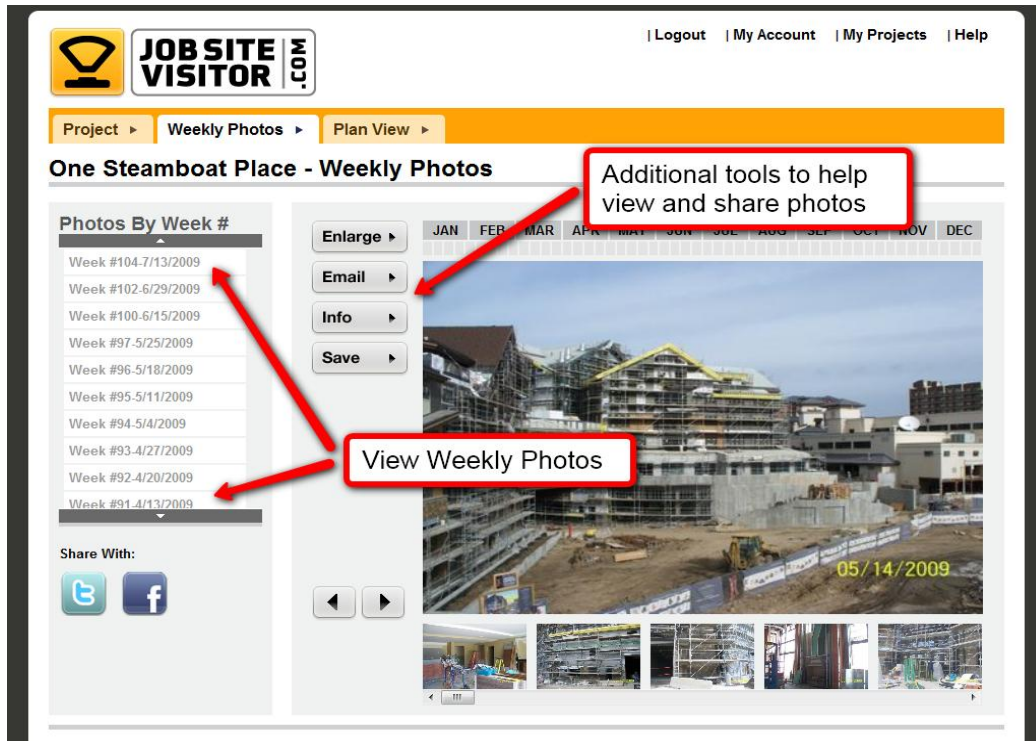 JOB SITE
VISITOR
.COM
| Logout | My Account | My Projects | Help
Project
Weekly Photos
Plan View
One Steamboat Place - Weekly Photos
Additional tools to help
view and share photos
Photos By Week #
Week #104-7/13/2009
Week #102-6/29/2009
Week #100-6/15/2009
Week #97-5/25/2009
Week #96-5/18/2009
Week #95-5/11/2009
Week #94-5/4/2009
Week #93-4/27/2009
Week #92-4/20/2009
Week #91-4/13/2009
Share With:
Enlarge
Email
Info
Save
JAN FEB MAR APR MAY JUN JUL AUG SEP OCT NOV DEC
View Weekly Photos
05/14/2009